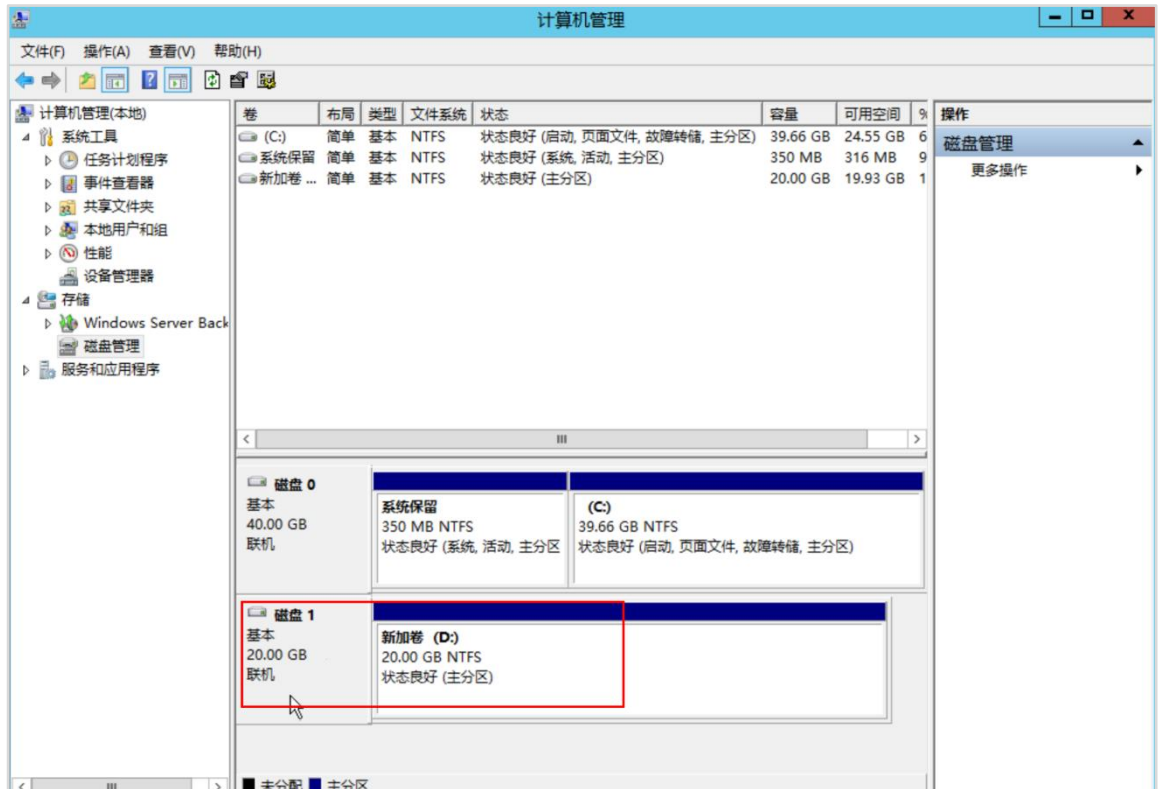 计算机管理
文件(F) 操作(A) 查看(V) 帮助(H)
计算机管理(本地)
系统工具
任务计划程序
事件查看器
共享文件夹
本地用户和组
性能
设备管理器
存储
Windows Server Back
磁盘管理
服务和应用程序
卷 布局 类型 文件系统 状态 容量 可用空间 %
(C:) 简单 基本 NTFS 状态良好 (启动, 页面文件, 故障转储, 主分区) 39.66 GB 24.55 GB 6
系统保留 简单 基本 NTFS 状态良好 (系统, 活动, 主分区) 350 MB 316 MB 9
新加卷 ... 简单 基本 NTFS 状态良好 (主分区) 20.00 GB 19.93 GB 1
操作
磁盘管理
更多操作
磁盘 0
基本
40.00 GB
联机
系统保留
350 MB NTFS
状态良好 (系统, 活动, 主分区
(C:)
39.66 GB NTFS
状态良好 (启动, 页面文件, 故障转储, 主分区)
磁盘 1
基本
20.00 GB
联机
新加卷 (D:)
20.00 GB NTFS
状态良好 (主分区)
未分配 主分区